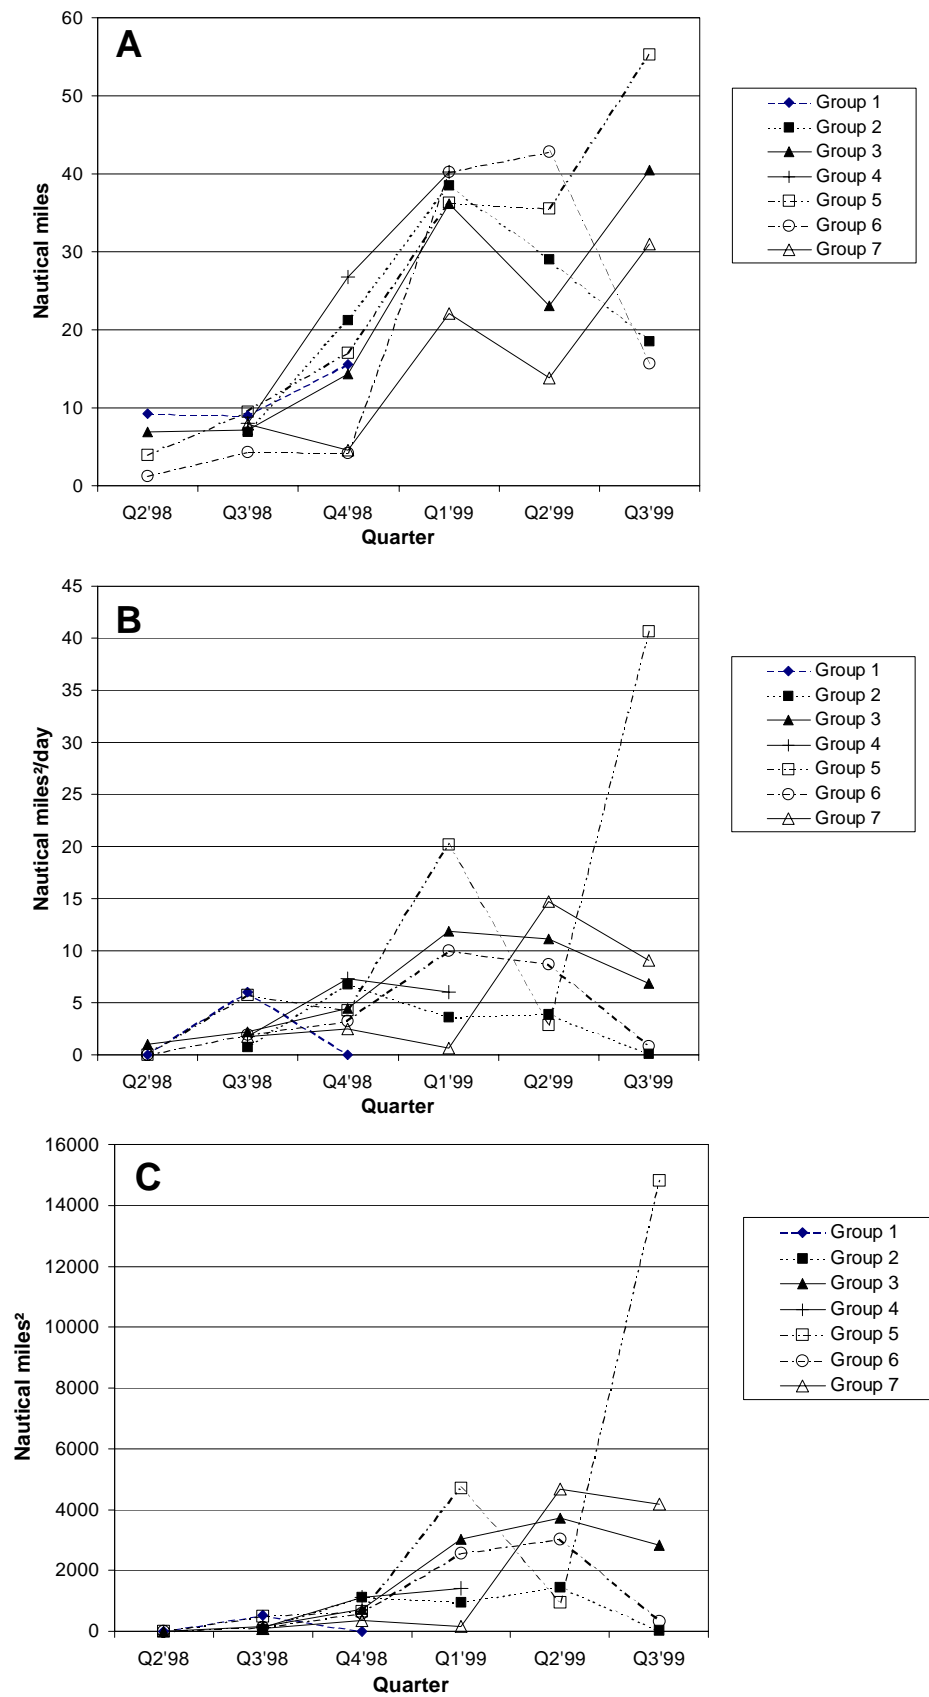 A
60
50
40
30
20
10
0
Nautical miles
Q2'98 Q3'98 Q4'98 Q1'99 Q2'99 Q3'99
Quarter
Group 1
Group 2
Group 3
Group 4
Group 5
Group 6
Group 7
B
45
40
35
30
25
20
15
10
5
0
Nautical miles²/day
Q2'98 Q3'98 Q4'98 Q1'99 Q2'99 Q3'99
Quarter
Group 1
Group 2
Group 3
Group 4
Group 5
Group 6
Group 7
C
16000
14000
12000
10000
8000
6000
4000
2000
0
Nautical miles²
Q2'98 Q3'98 Q4'98 Q1'99 Q2'99 Q3'99
Quarter
Group 1
Group 2
Group 3
Group 4
Group 5
Group 6
Group 7